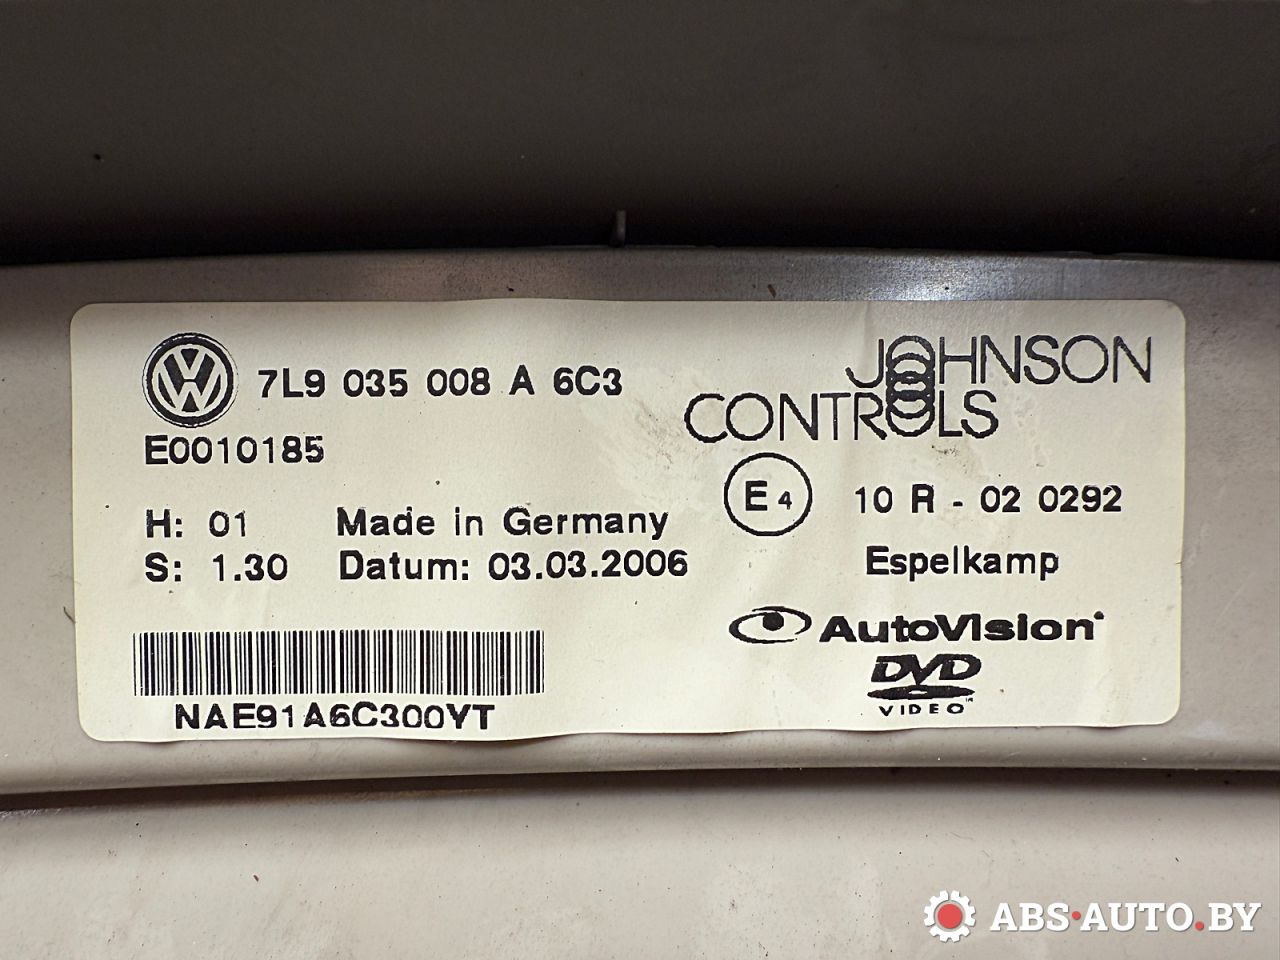 7L9 035 008 A 6C3
E0010185
H: 01 Made in Germany
S: 1.30 Datum: 03.03.2006
NAE91A6C300YT
JOHNSON
CONTROLS
E 4 10 R - 02 0292
Espelkamp
AutoVision
DVD
VIDEO
ABS-AUTO.BY